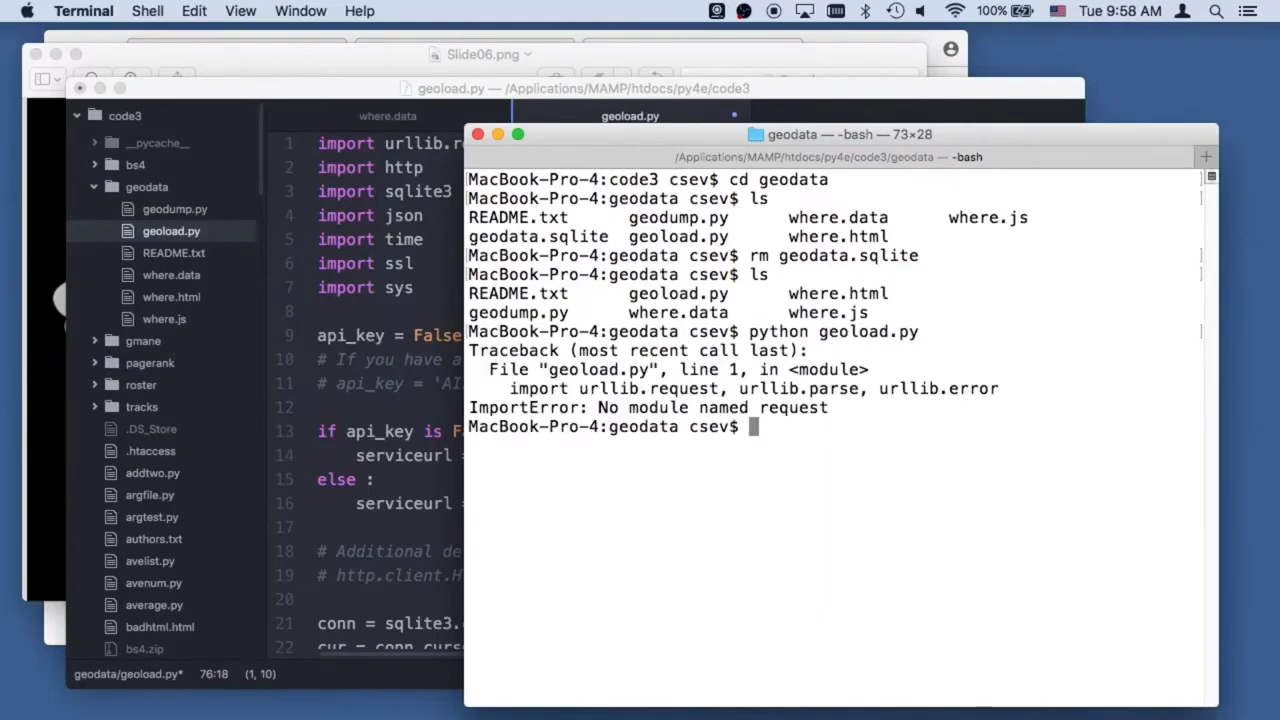 Terminal Shell Edit View Window Help 100% Tue 9:58 AM
Slide06.png
geoload.py — /Applications/MAMP/htdocs/py4e/code3
code3
__pycache__
bs4
geodata
geodump.py
geoload.py
README.txt
where.data
where.html
where.js
gmane
pagerank
roster
tracks
.DS_Store
.htaccess
addtwo.py
argfile.py
argtest.py
authors.txt
avelist.py
avenum.py
average.py
badhtml.html
bs4.zip
geodata/geoload.py* 76:18 (1, 10)
where.data geoload.py
1 import urllib.re
2 import http
3 import sqlite3
4 import json
5 import time
6 import ssl
7 import sys
8
9 api_key = False
10 # If you have a
11 # api_key = 'AI
12
13 if api_key is F
14 serviceurl =
15 else :
16 serviceurl =
17
18 # Additional de
19 # http.client.H
20
21 conn = sqlite3.
22 cur = conn.curs
geodata — -bash — 73×28
/Applications/MAMP/htdocs/py4e/code3/geodata — -bash
MacBook-Pro-4:code3 csev$ cd geodata
MacBook-Pro-4:geodata csev$ ls
README.txt geodump.py where.data where.js
geodata.sqlite geoload.py where.html
MacBook-Pro-4:geodata csev$ rm geodata.sqlite
MacBook-Pro-4:geodata csev$ ls
README.txt geoload.py where.html
geodump.py where.data where.js
MacBook-Pro-4:geodata csev$ python geoload.py
Traceback (most recent call last):
File "geoload.py", line 1, in <module>
import urllib.request, urllib.parse, urllib.error
ImportError: No module named request
MacBook-Pro-4:geodata csev$